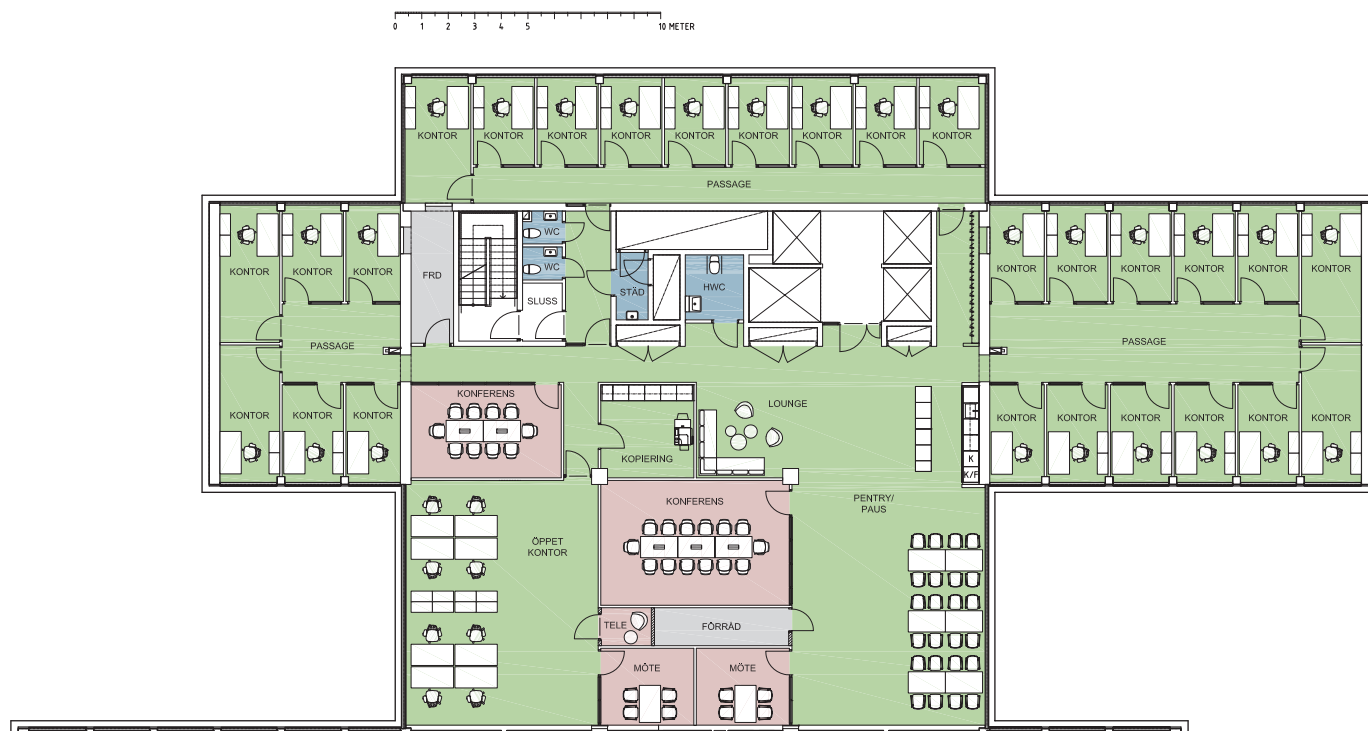 0 1 2 3 4 5 10 METER
KONTOR KONTOR KONTOR KONTOR KONTOR KONTOR KONTOR KONTOR KONTOR
PASSAGE
WC
WC
FRD
SLUSS
STÄD
HWC
KONTOR KONTOR KONTOR
PASSAGE
KONTOR KONTOR KONTOR
KONTOR KONTOR KONTOR KONTOR KONTOR KONTOR
PASSAGE
KONTOR KONTOR KONTOR KONTOR KONTOR KONTOR
KONFERENS
LOUNGE
KOPIERING
K
K/F
KONFERENS
PENTRY/
PAUS
ÖPPET
KONTOR
TELE
FÖRRÅD
MÖTE
MÖTE